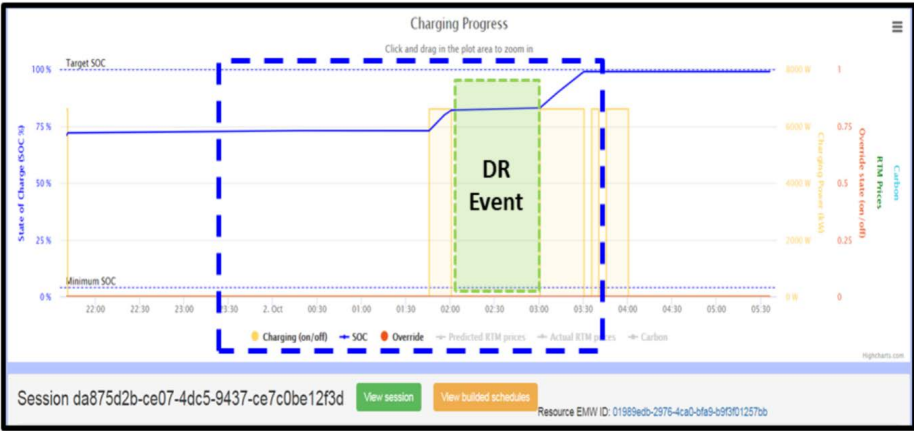 Charging Progress
Click and drag in the plot area to zoom in
Target SOC
100 %
75 %
50 %
25 %
0 %
State of Charge (SOC %)
Minimum SOC
DR
Event
8000 W
6000 W
4000 W
2000 W
0 W
Charging Power (kW)
1
0.75
0.5
0.25
0
Override state (on/off)
RTM Prices
Carbon
22:00 22:30 23:00 23:30 2. Oct 00:30 01:00 01:30 02:00 02:30 03:00 03:30 04:00 04:30 05:00 05:30
Charging (on/off) SOC Override Predicted RTM prices Actual RTM prices Carbon
Highcharts.com
Session da875d2b-ce07-4dc5-9437-ce7c0be12f3d View session View builded schedules
Resource EMW ID: 01989edb-2976-4ca0-bfa9-b9f3f01257bb